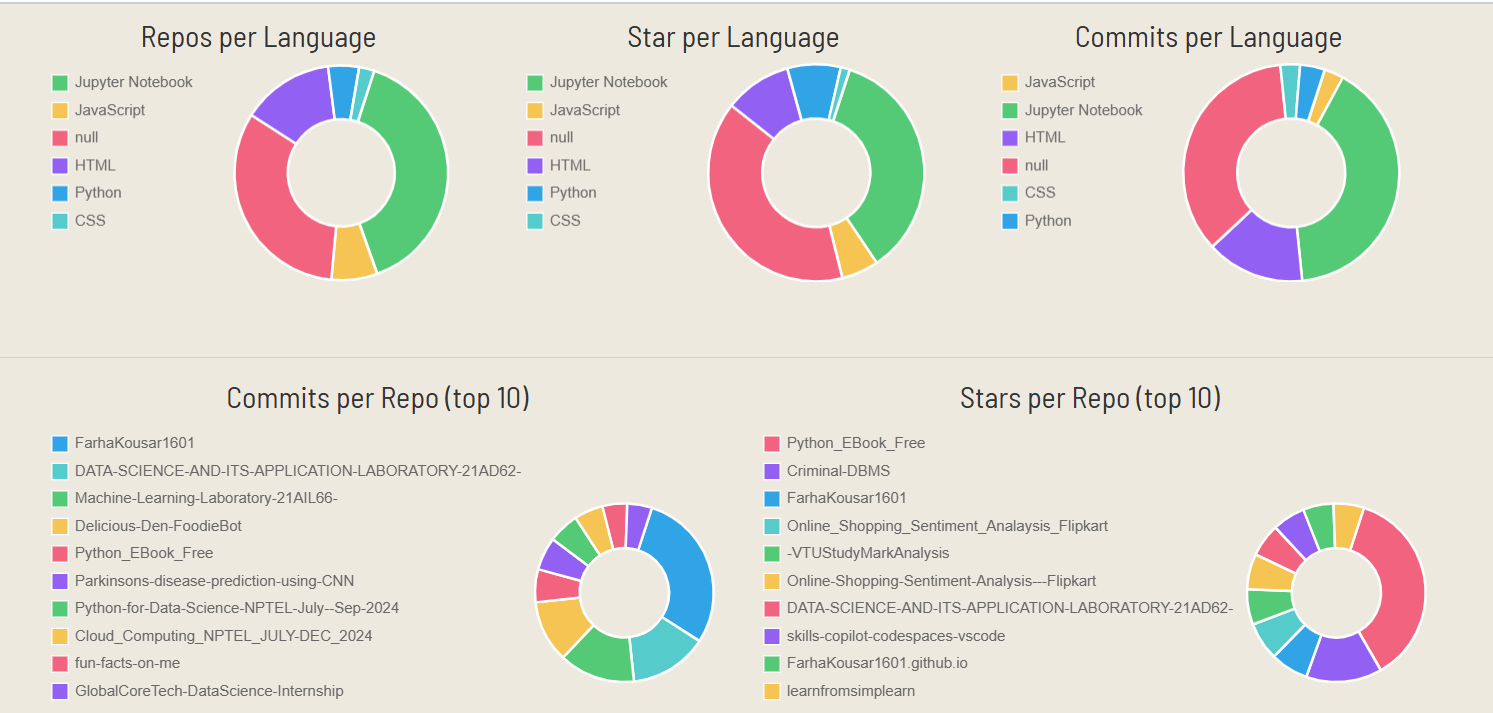 Repos per Language
Jupyter Notebook
JavaScript
null
HTML
Python
CSS
Star per Language
Jupyter Notebook
JavaScript
null
HTML
Python
CSS
Commits per Language
JavaScript
Jupyter Notebook
HTML
null
CSS
Python
Commits per Repo (top 10)
FarhaKousar1601
DATA-SCIENCE-AND-ITS-APPLICATION-LABORATORY-21AD62-
Machine-Learning-Laboratory-21AIL66-
Delicious-Den-FoodieBot
Python_EBook_Free
Parkinsons-disease-prediction-using-CNN
Python-for-Data-Science-NPTEL-July--Sep-2024
Cloud_Computing_NPTEL_JULY-DEC_2024
fun-facts-on-me
GlobalCoreTech-DataScience-Internship
Stars per Repo (top 10)
Python_EBook_Free
Criminal-DBMS
FarhaKousar1601
Online_Shopping_Sentiment_Analaysis_Flipkart
-VTUStudyMarkAnalysis
Online-Shopping-Sentiment-Analysis---Flipkart
DATA-SCIENCE-AND-ITS-APPLICATION-LABORATORY-21AD62-
skills-copilot-codespaces-vscode
FarhaKousar1601.github.io
learnfromsimplearn